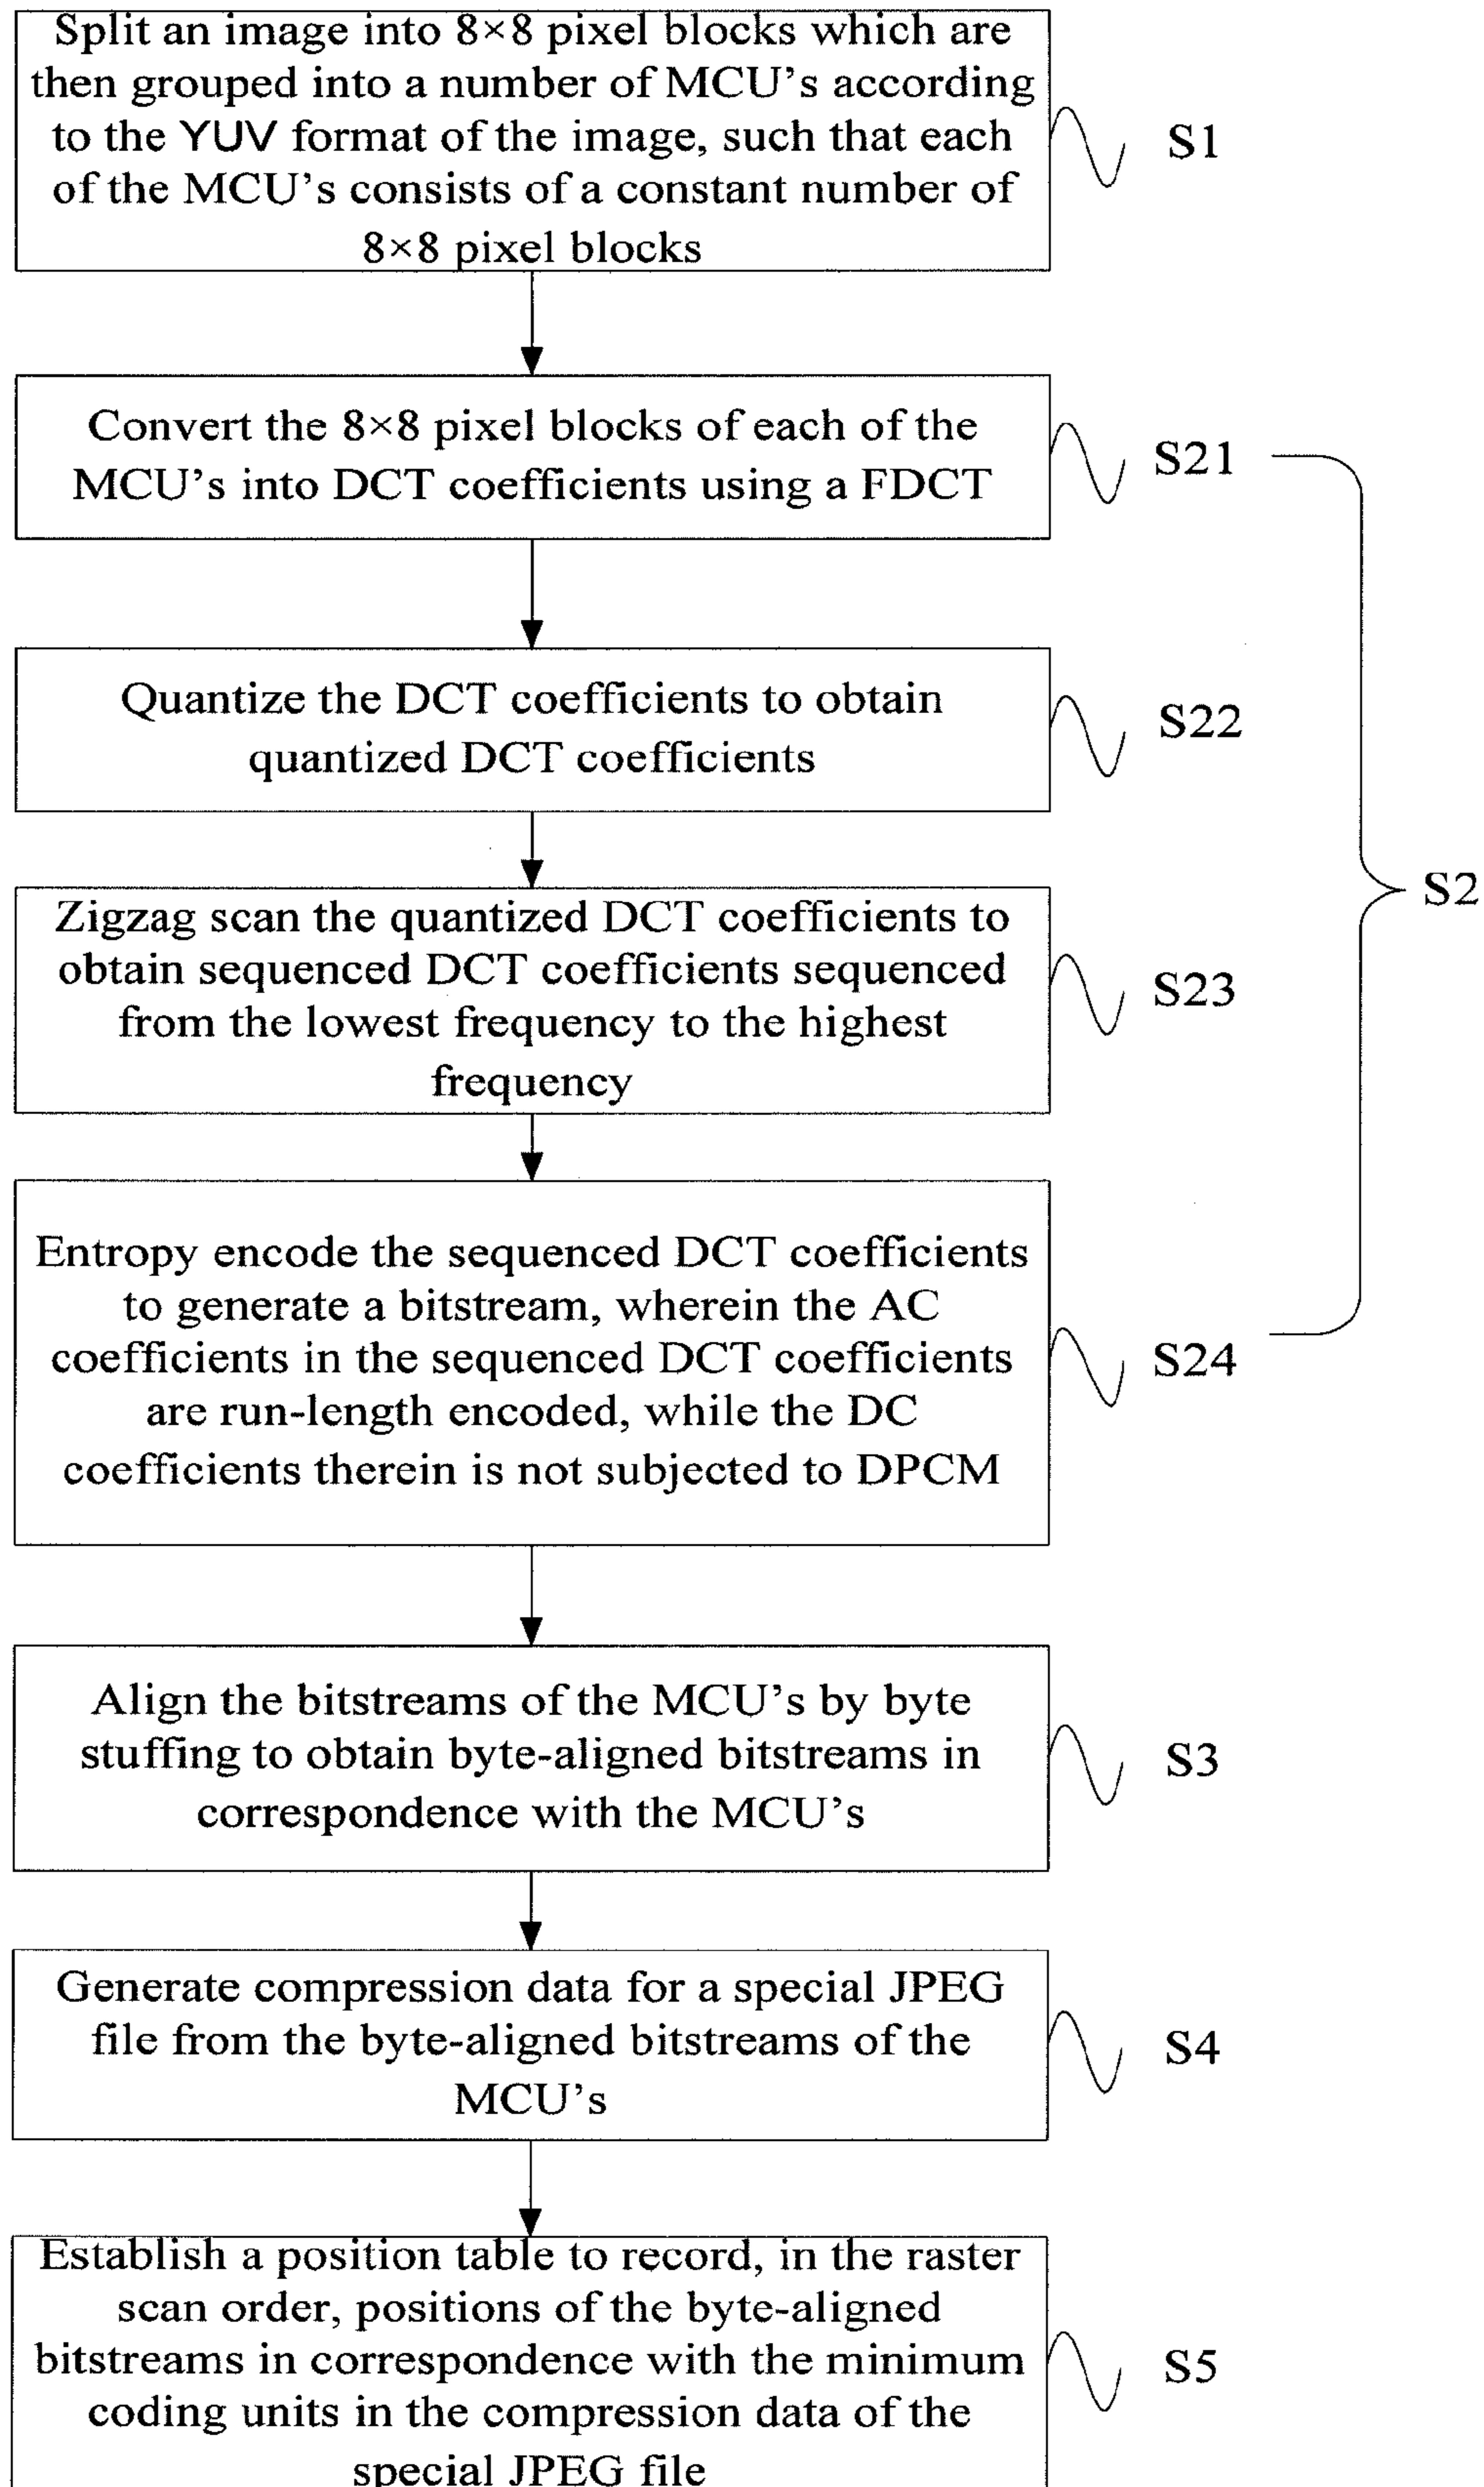 Split an image into 8×8 pixel blocks which are
then grouped into a number of MCU's according
to the YUV format of the image, such that each
of the MCU's consists of a constant number of
8×8 pixel blocks
S1
Convert the 8×8 pixel blocks of each of the
MCU's into DCT coefficients using a FDCT
S21
Quantize the DCT coefficients to obtain
quantized DCT coefficients
S22
Zigzag scan the quantized DCT coefficients to
obtain sequenced DCT coefficients sequenced
from the lowest frequency to the highest
frequency
S23
S2
Entropy encode the sequenced DCT coefficients
to generate a bitstream, wherein the AC
coefficients in the sequenced DCT coefficients
are run-length encoded, while the DC
coefficients therein is not subjected to DPCM
S24
Align the bitstreams of the MCU's by byte
stuffing to obtain byte-aligned bitstreams in
correspondence with the MCU's
S3
Generate compression data for a special JPEG
file from the byte-aligned bitstreams of the
MCU's
S4
Establish a position table to record, in the raster
scan order, positions of the byte-aligned
bitstreams in correspondence with the minimum
coding units in the compression data of the
special JPEG file
S5